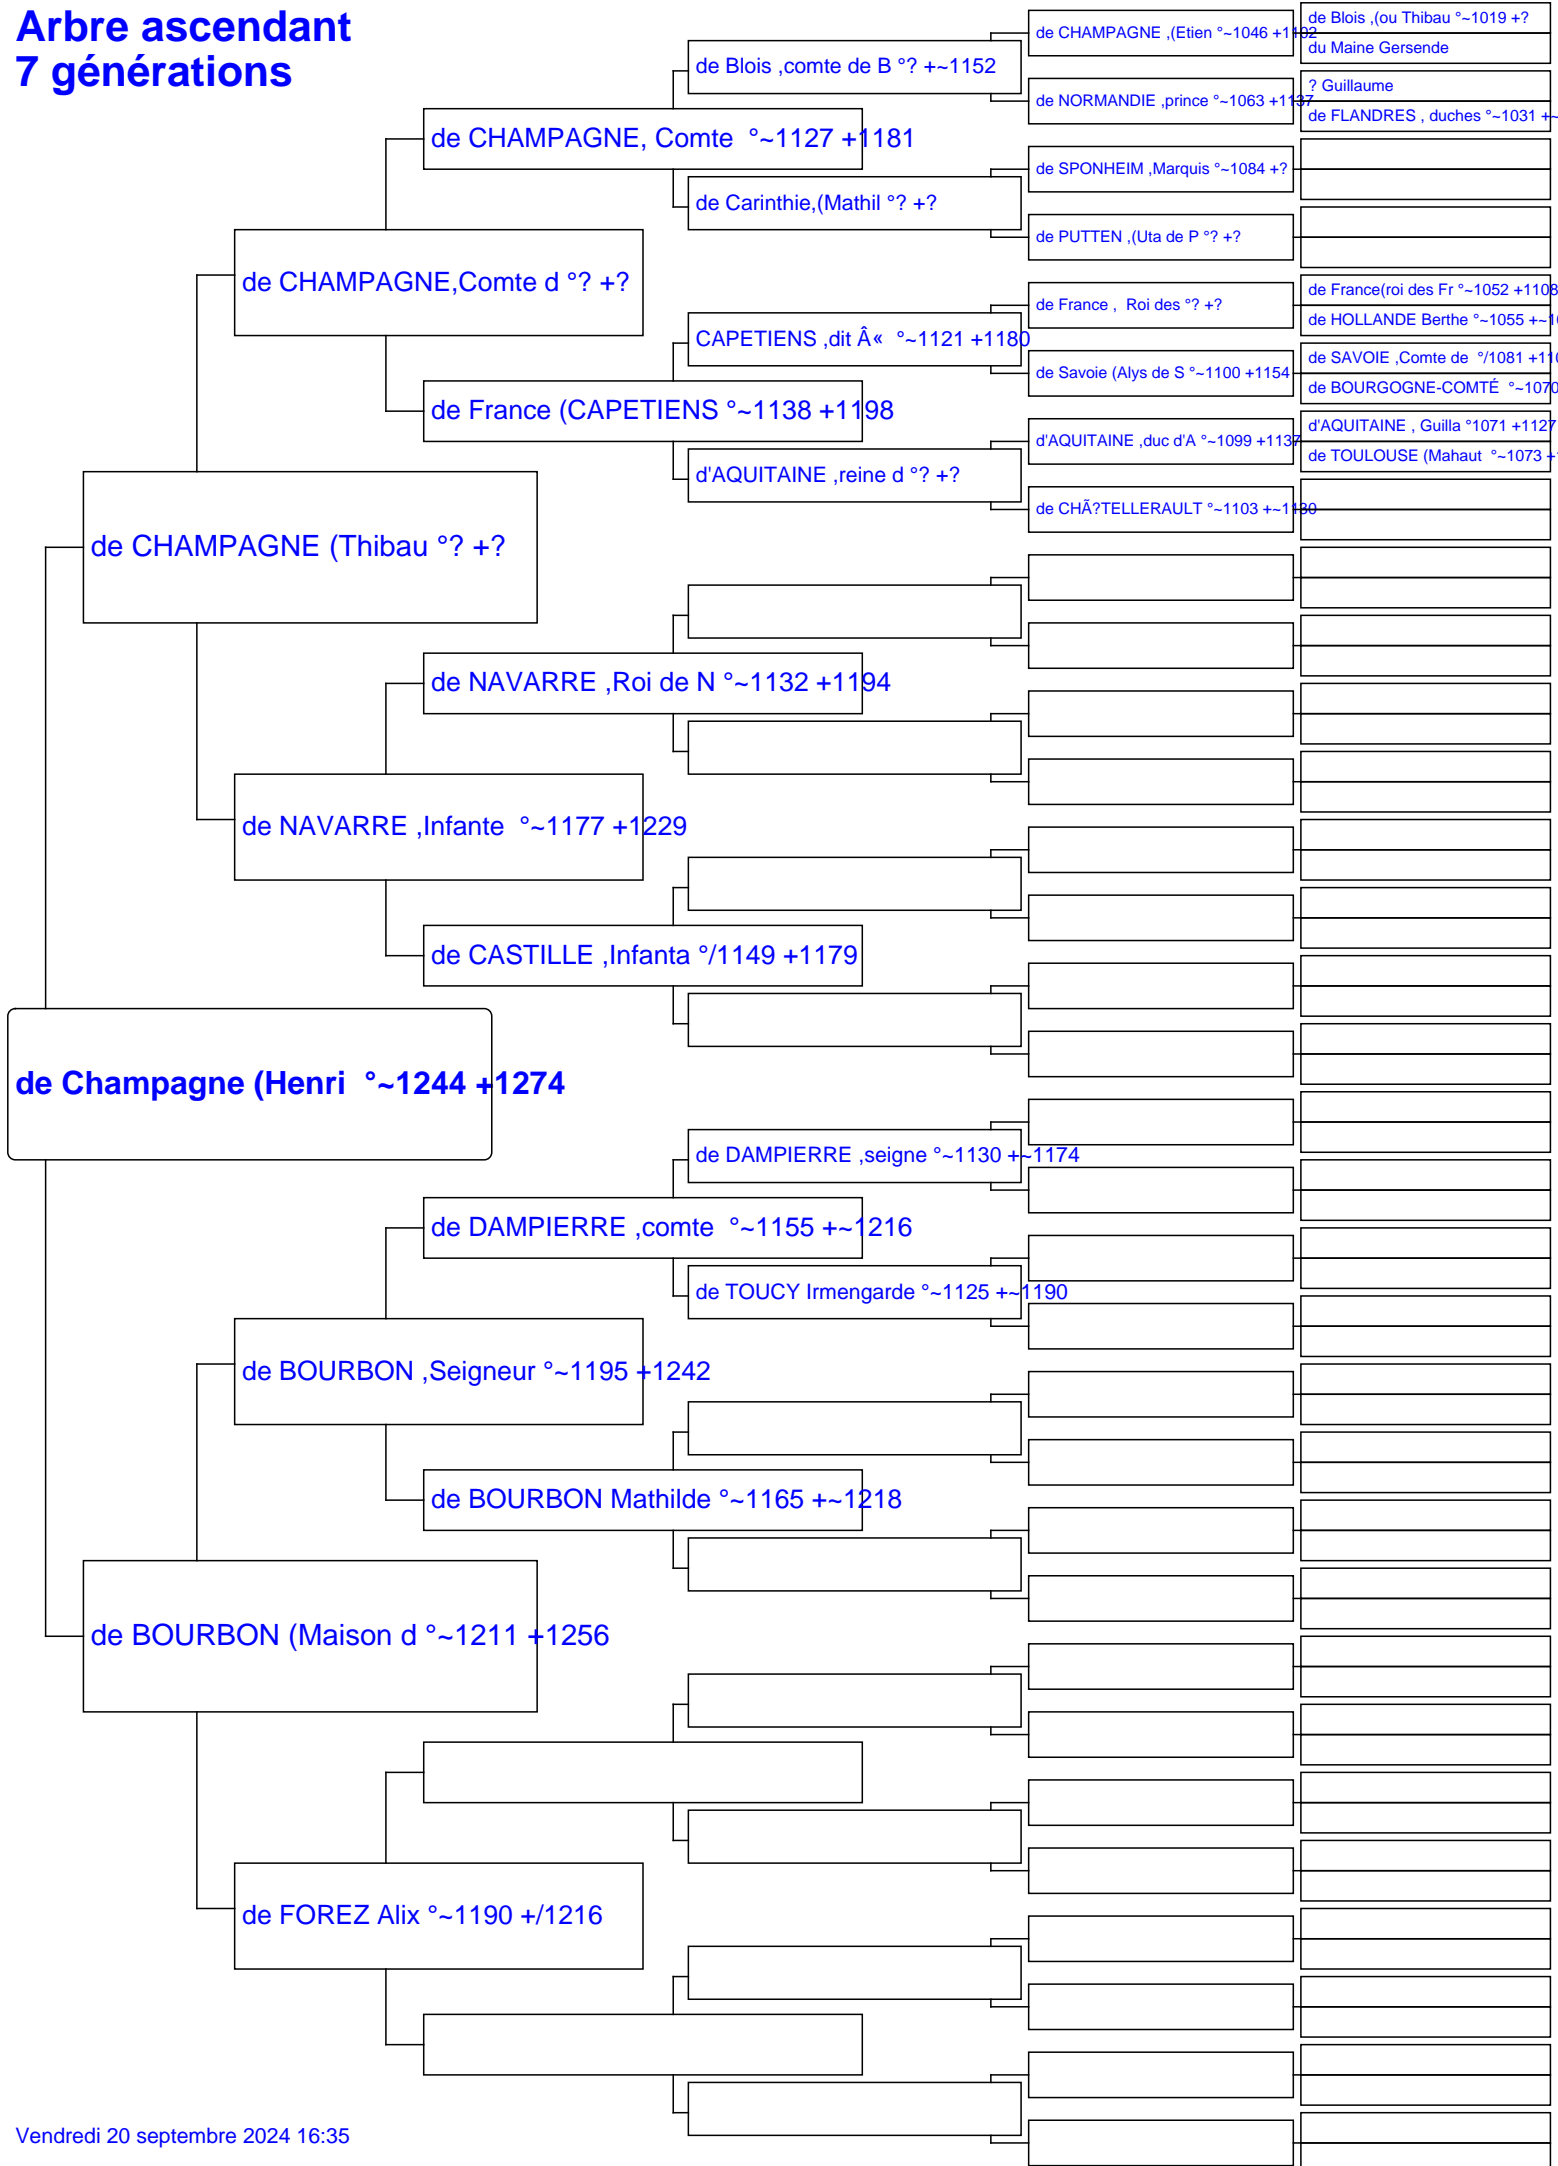 Arbre ascendant
7 générations
de Blois ,(ou Thibau °~1019 +?
de CHAMPAGNE ,(Etien °~1046 +1102
du Maine Gersende
de Blois ,comte de B °? +~1152
? Guillaume
de NORMANDIE ,prince °~1063 +1137
de FLANDRES , duches °~1031 +~
de CHAMPAGNE, Comte  °~1127 +1181
de SPONHEIM ,Marquis °~1084 +?
de Carinthie,(Mathil °? +?
de PUTTEN ,(Uta de P °? +?
de CHAMPAGNE,Comte d °? +?
de France(roi des Fr °~1052 +1108
de France ,  Roi des °? +?
de HOLLANDE Berthe °~1055 +~1
CAPETIENS ,dit Â«  °~1121 +1180
de SAVOIE ,Comte de  °/1081 +110
de Savoie (Alys de S °~1100 +1154
de BOURGOGNE-COMTÉ  °~1070
de France (CAPETIENS °~1138 +1198
d'AQUITAINE , Guilla °1071 +1127
d'AQUITAINE ,duc d'A °~1099 +1137
de TOULOUSE (Mahaut  °~1073 +
d'AQUITAINE ,reine d °? +?
de CHÃ?TELLERAULT °~1103 +~1130
de CHAMPAGNE (Thibau °? +?
de NAVARRE ,Roi de N °~1132 +1194
de NAVARRE ,Infante  °~1177 +1229
de CASTILLE ,Infanta °/1149 +1179
de Champagne (Henri  °~1244 +1274
de DAMPIERRE ,seigne °~1130 +~1174
de DAMPIERRE ,comte  °~1155 +~1216
de TOUCY Irmengarde °~1125 +~1190
de BOURBON ,Seigneur °~1195 +1242
de BOURBON Mathilde °~1165 +~1218
de BOURBON (Maison d °~1211 +1256
de FOREZ Alix °~1190 +/1216
Vendredi 20 septembre 2024 16:35